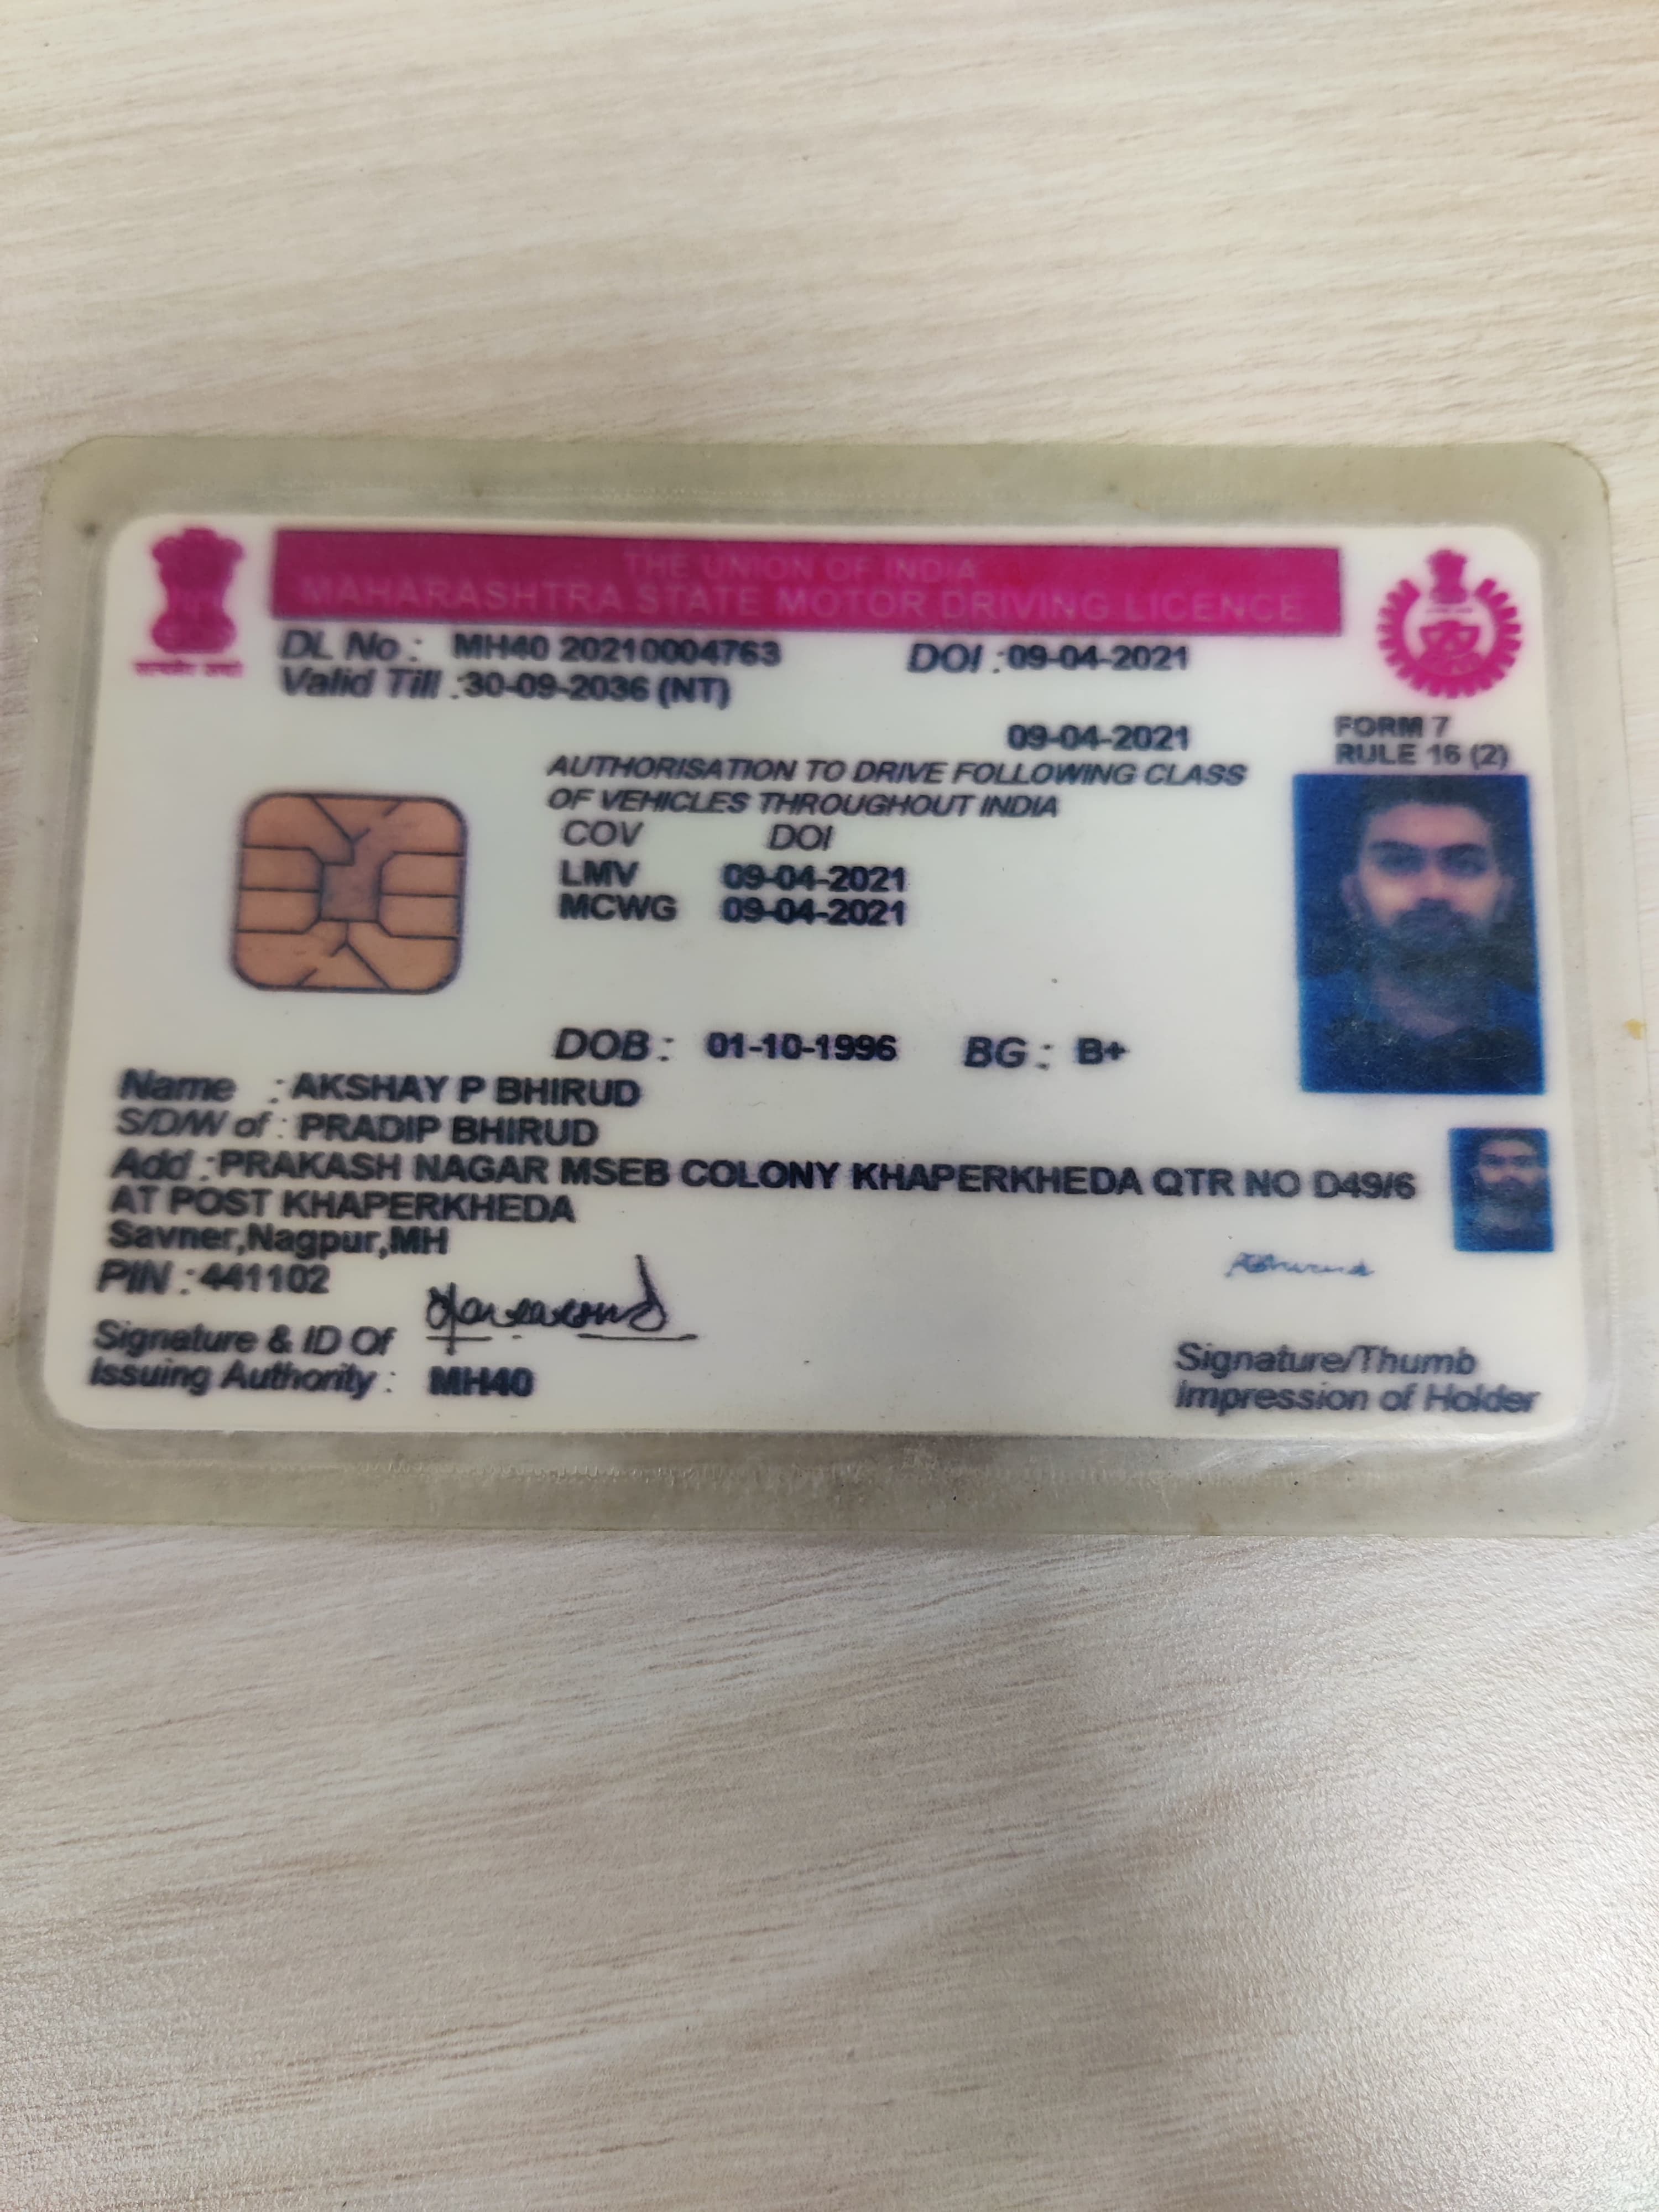 THE UNION OF INDIA
MAHARASHTRA STATE MOTOR DRIVING LICENCE
DL No : MH40 20210004763 DOI : 09-04-2021
Valid Till : 30-09-2036 (NT)
09-04-2021
FORM 7
RULE 16 (2)
AUTHORISATION TO DRIVE FOLLOWING CLASS
OF VEHICLES THROUGHOUT INDIA
COV DOI
LMV 09-04-2021
MCWG 09-04-2021
DOB : 01-10-1996 BG : B+
Name : AKSHAY P BHIRUD
S/D/W of : PRADIP BHIRUD
Add : PRAKASH NAGAR MSEB COLONY KHAPERKHEDA QTR NO D49/6
AT POST KHAPERKHEDA
Savner,Nagpur,MH
PIN : 441102
Signature & ID Of
Issuing Authority : MH40
Signature/Thumb
Impression of Holder